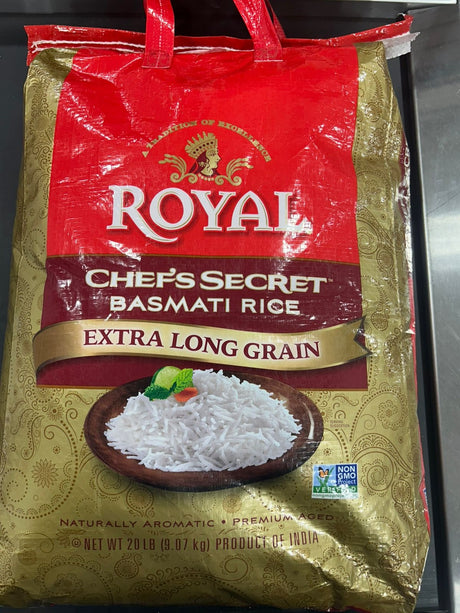 A TRADITION OF EXCELLENCE
ROYAL
CHEF'S SECRET™
BASMATI RICE
EXTRA LONG GRAIN
NON
GMO
Project
VERIFIED
NATURALLY AROMATIC • PREMIUM AGED
NET WT 20 LB (9.07 kg) PRODUCT OF INDIA